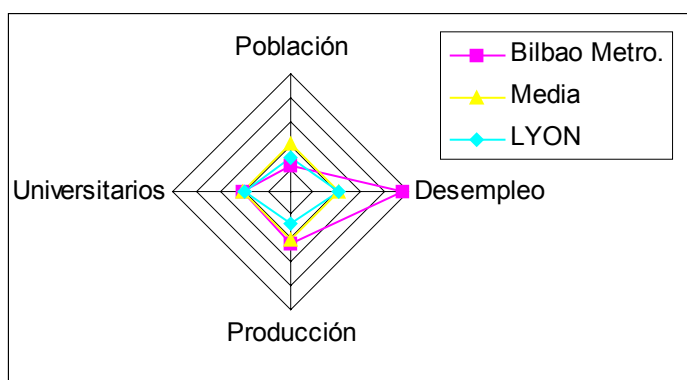 Población
Bilbao Metro.
Media
LYON
Universitarios
Desempleo
Producción